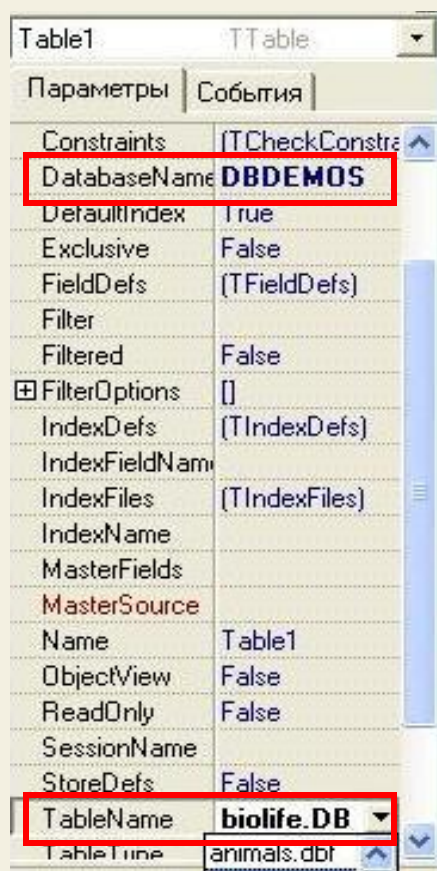 Table1 TTable
Параметры События
Constraints (TCheckConstra
DatabaseName DBDEMOS
DefaultIndex True
Exclusive False
FieldDefs (TFieldDefs)
Filter
Filtered False
FilterOptions []
IndexDefs (TIndexDefs)
IndexFieldNam
IndexFiles (TIndexFiles)
IndexName
MasterFields
MasterSource
Name Table1
ObjectView False
ReadOnly False
SessionName
StoreDefs False
TableName biolife.DB
TableType animals.dbf